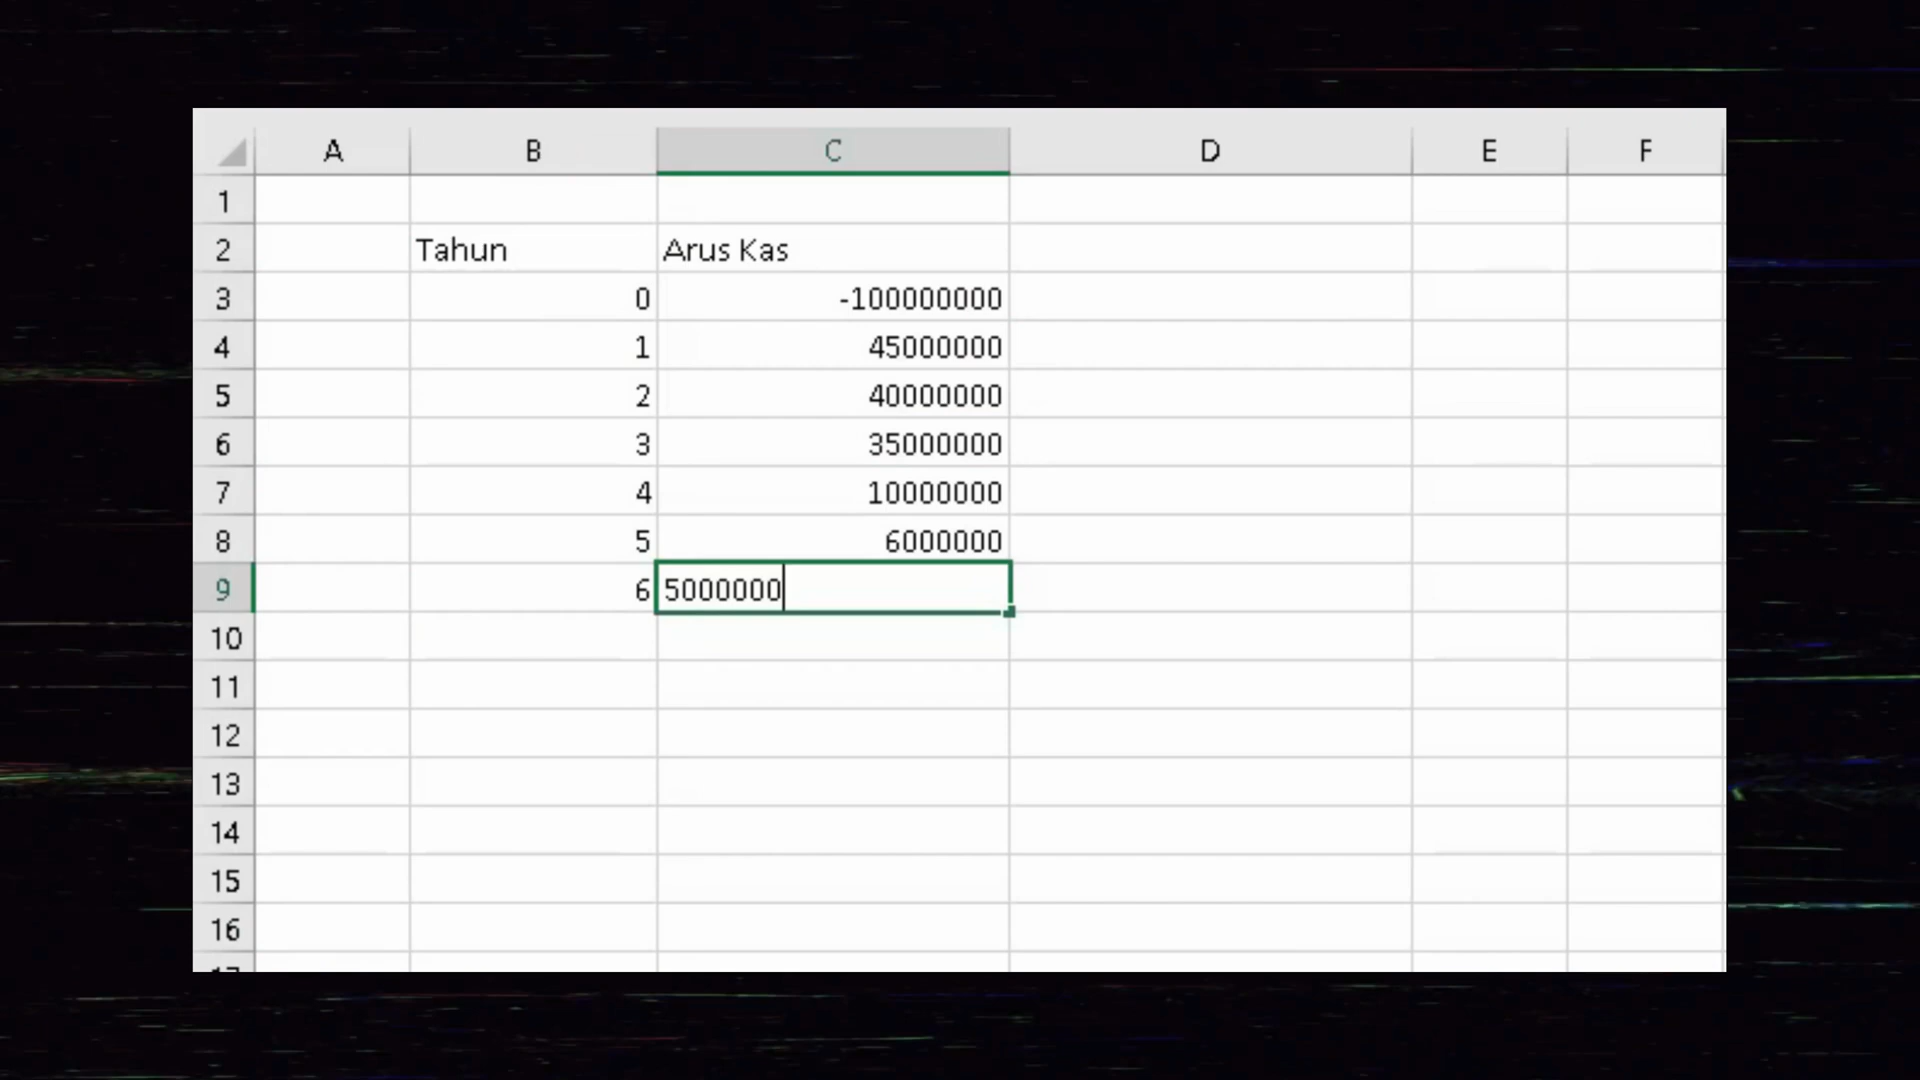 A B C D E F
1
2 Tahun Arus Kas
3 0 -100000000
4 1 45000000
5 2 40000000
6 3 35000000
7 4 10000000
8 5 6000000
9 6 5000000
10
11
12
13
14
15
16